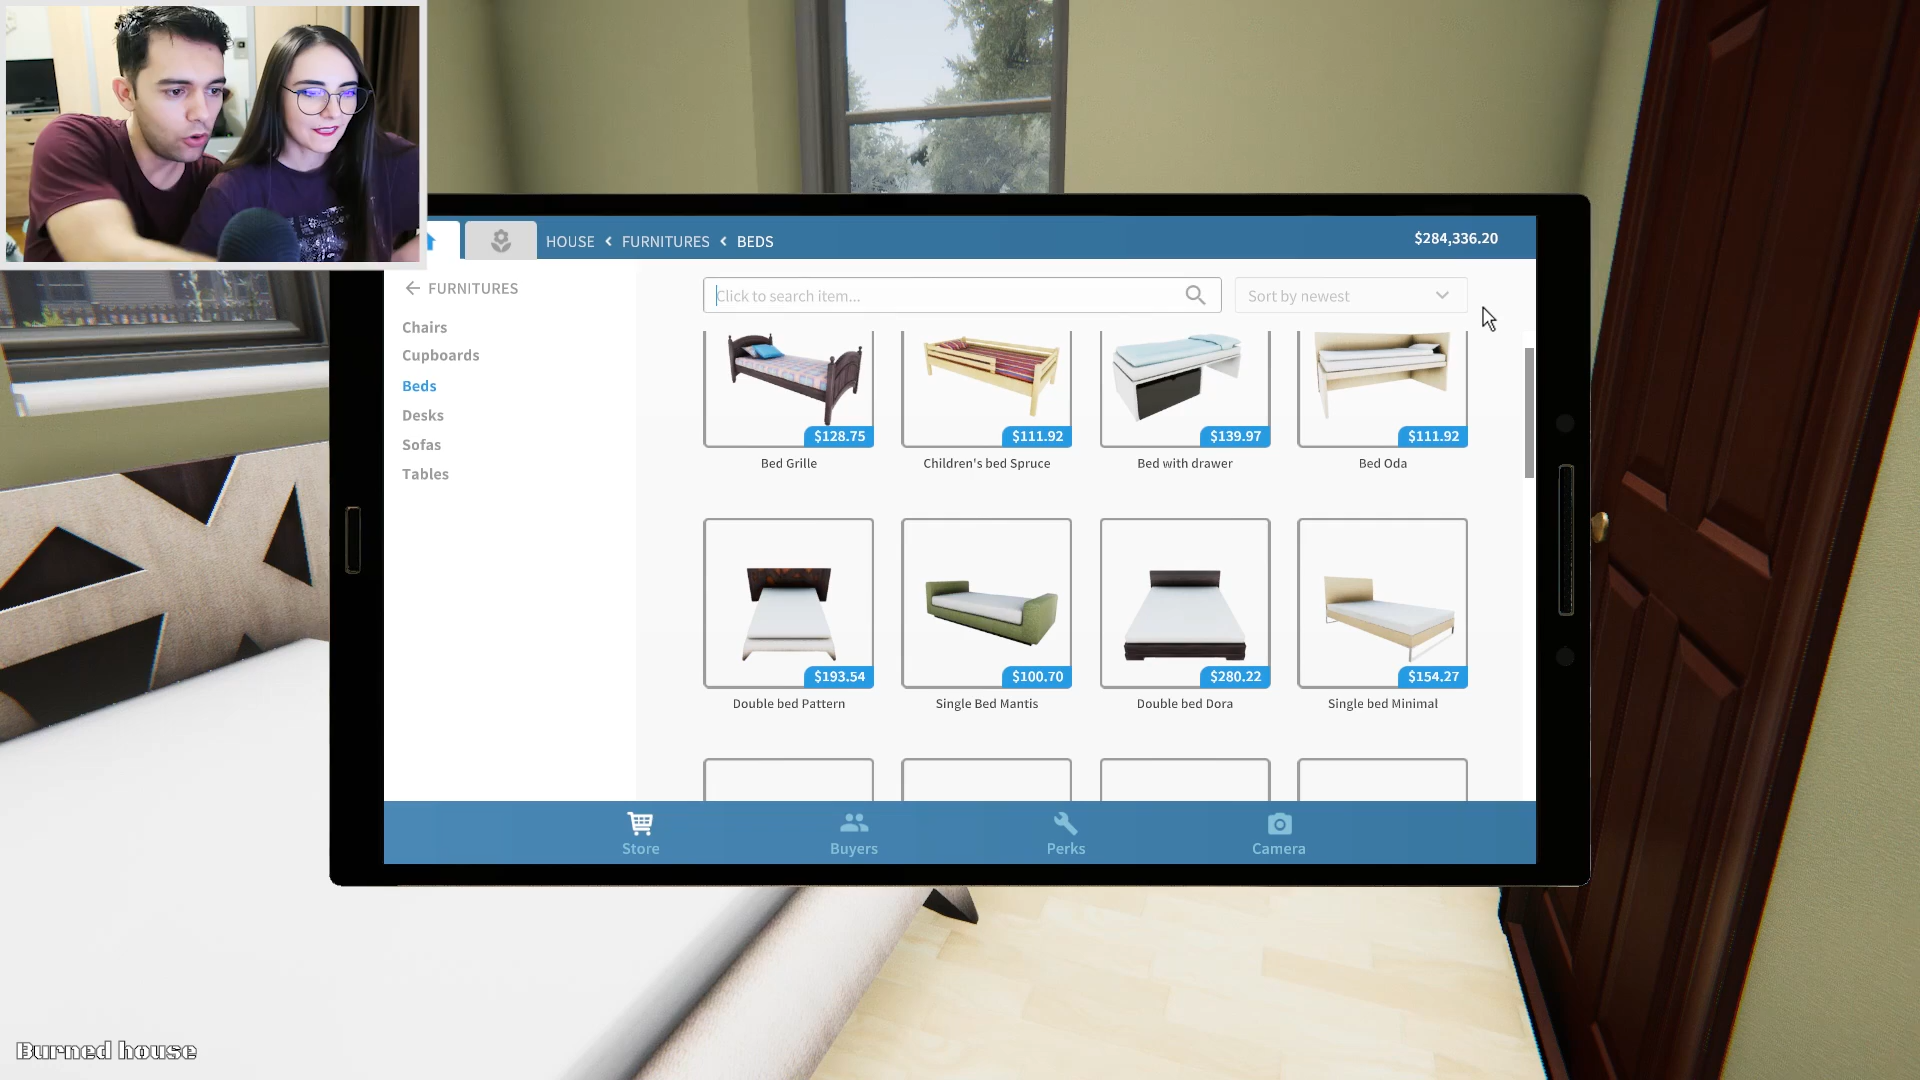 HOUSE < FURNITURES < BEDS
$284,336.20
FURNITURES
Click to search item...
Sort by newest
Chairs
Cupboards
Beds
Desks
Sofas
Tables
$128.75
$111.92
$139.97
$111.92
Bed Grille
Children's bed Spruce
Bed with drawer
Bed Oda
$193.54
$100.70
$280.22
$154.27
Double bed Pattern
Single Bed Mantis
Double bed Dora
Single bed Minimal
Store
Buyers
Perks
Camera
Burned house